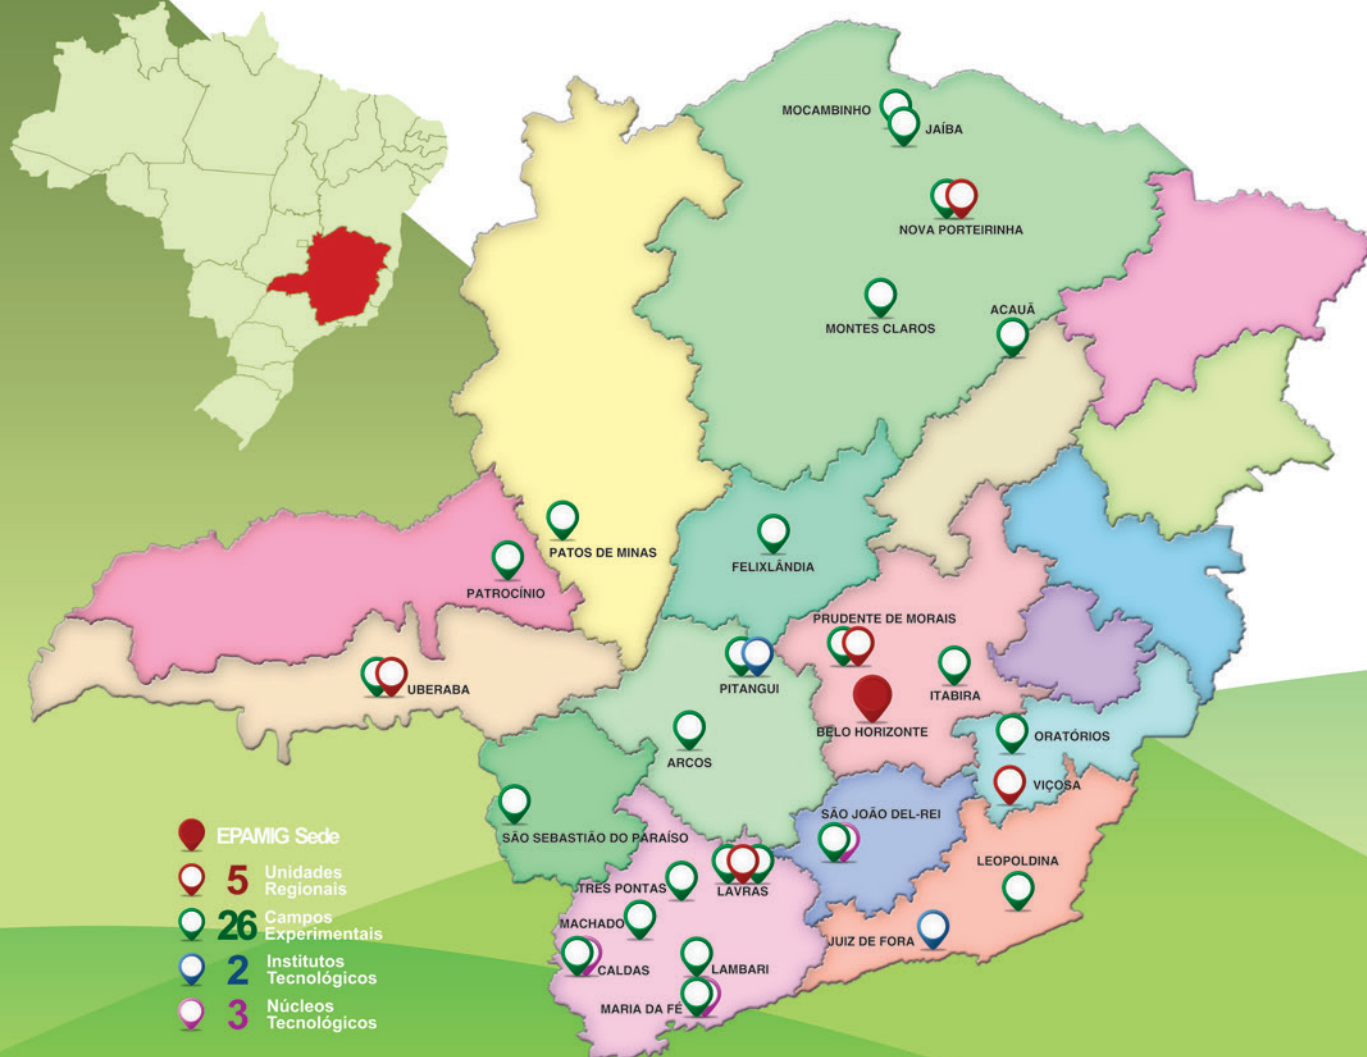 MOCAMBINHO
JAÍBA
NOVA PORTEIRINHA
MONTES CLAROS
ACAUÃ
PATOS DE MINAS
PATROCÍNIO
FELIXLÂNDIA
PRUDENTE DE MORAIS
PITANGUI
UBERABA
ITABIRA
BELO HORIZONTE
ORATÓRIOS
ARCOS
VIÇOSA
SÃO JOÃO DEL-REI
SÃO SEBASTIÃO DO PARAÍSO
LEOPOLDINA
TRÊS PONTAS
LAVRAS
MACHADO
JUIZ DE FORA
CALDAS
LAMBARI
MARIA DA FÉ
EPAMIG Sede
5 Unidades
Regionais
26 Campos
Experimentais
2 Institutos
Tecnológicos
3 Núcleos
Tecnológicos